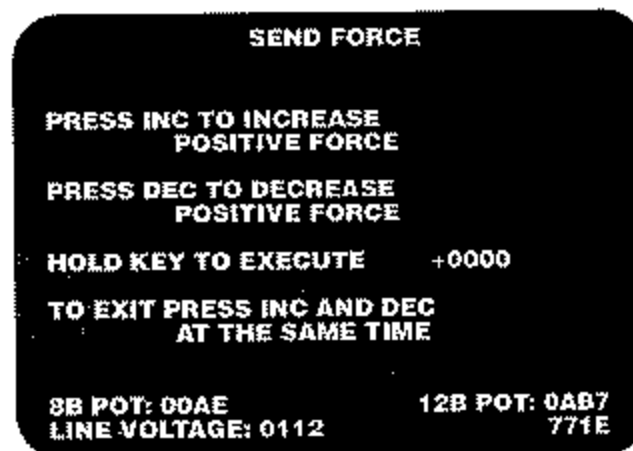 SEND FORCE
PRESS INC TO INCREASE
POSITIVE FORCE
PRESS DEC TO DECREASE
POSITIVE FORCE
HOLD KEY TO EXECUTE +0000
TO EXIT PRESS INC AND DEC
AT THE SAME TIME
8B POT: 00AE 12B POT: 0AB7
LINE VOLTAGE: 0112 771E